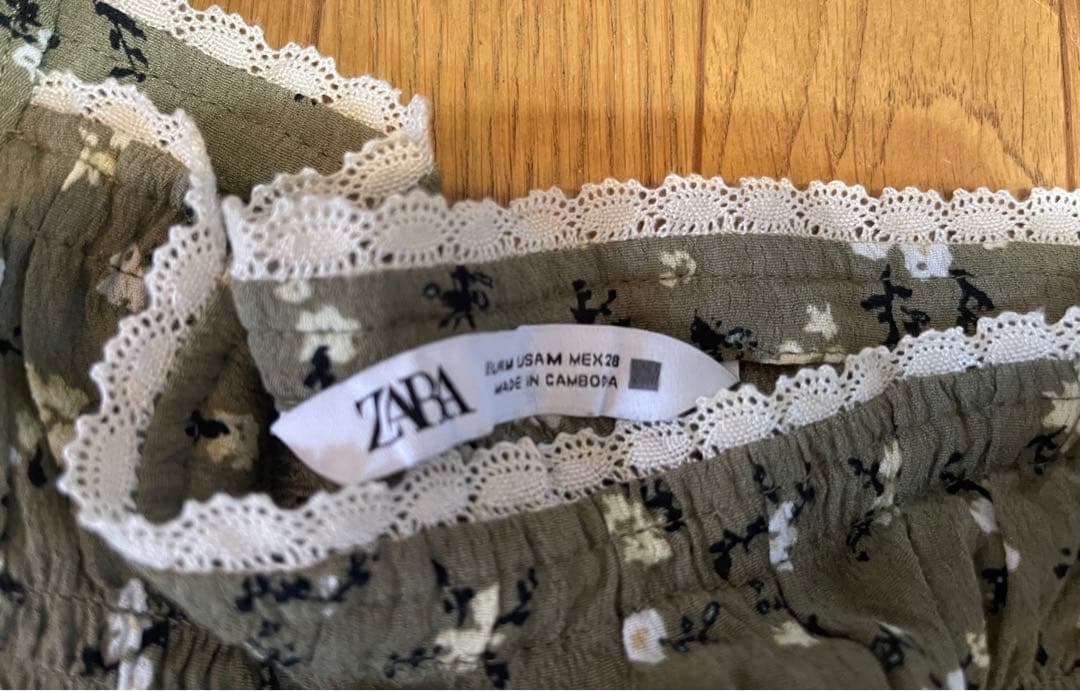 ZARA
EUR M USA M MEX 28
MADE IN CAMBODIA